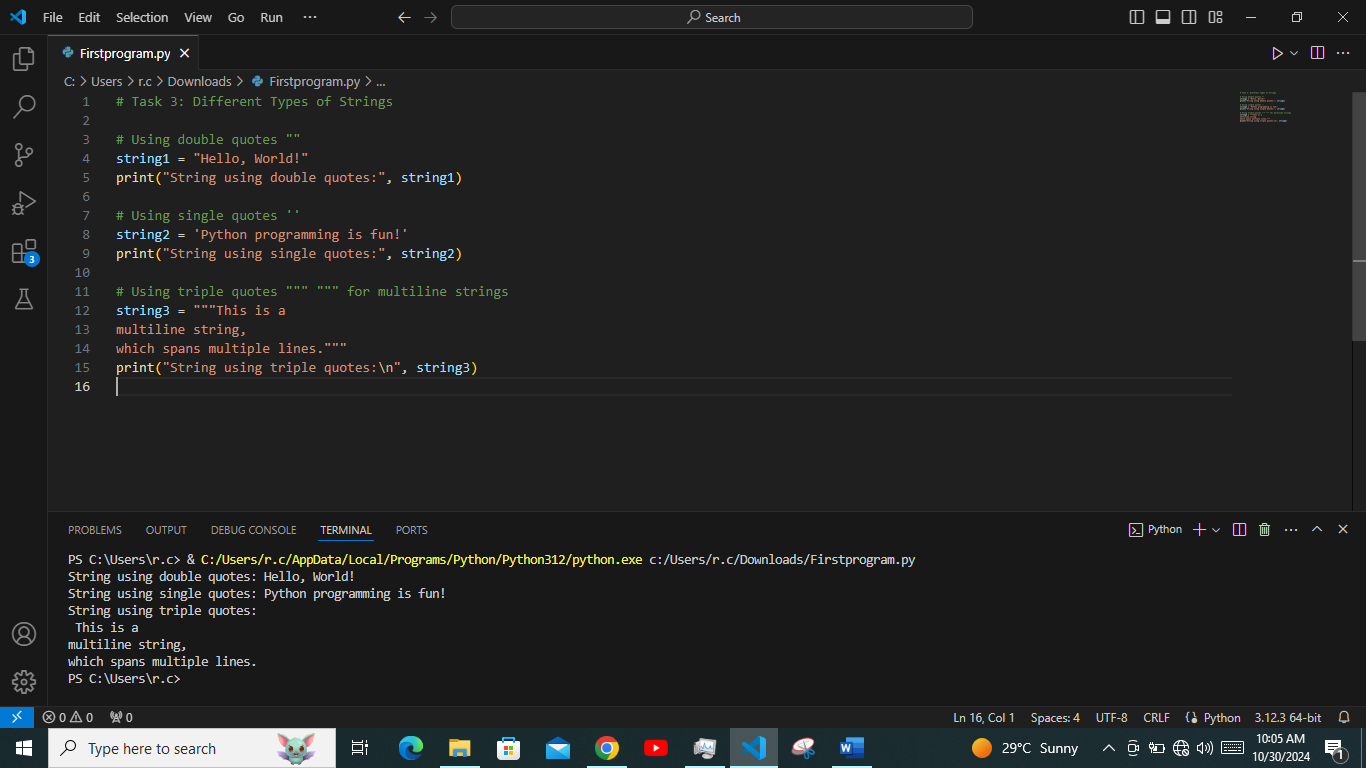 File Edit Selection View Go Run ··· Search
Firstprogram.py
C: > Users > r.c > Downloads > Firstprogram.py > ...
1 # Task 3: Different Types of Strings
2
3 # Using double quotes ""
4 string1 = "Hello, World!"
5 print("String using double quotes:", string1)
6
7 # Using single quotes ''
8 string2 = 'Python programming is fun!'
9 print("String using single quotes:", string2)
10
11 # Using triple quotes """ """ for multiline strings
12 string3 = """This is a
13 multiline string,
14 which spans multiple lines."""
15 print("String using triple quotes:\n", string3)
16
3
PROBLEMS OUTPUT DEBUG CONSOLE TERMINAL PORTS Python
PS C:\Users\r.c> & C:/Users/r.c/AppData/Local/Programs/Python/Python312/python.exe c:/Users/r.c/Downloads/Firstprogram.py
String using double quotes: Hello, World!
String using single quotes: Python programming is fun!
String using triple quotes:
 This is a
multiline string,
which spans multiple lines.
PS C:\Users\r.c>
0 0 0 Ln 16, Col 1 Spaces: 4 UTF-8 CRLF Python 3.12.3 64-bit
Type here to search 29°C Sunny 10:05 AM
10/30/2024 1